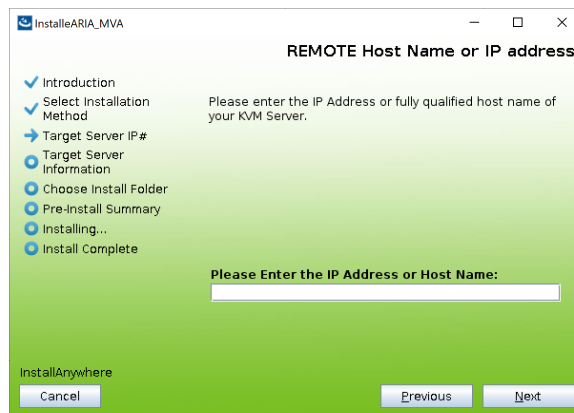 InstalleARIA_MVA
REMOTE Host Name or IP address
Introduction
Select Installation
Method
Target Server IP#
Target Server
Information
Choose Install Folder
Pre-Install Summary
Installing...
Install Complete
Please enter the IP Address or fully qualified host name of
your KVM Server.
Please Enter the IP Address or Host Name:
InstallAnywhere
Cancel
Previous
Next